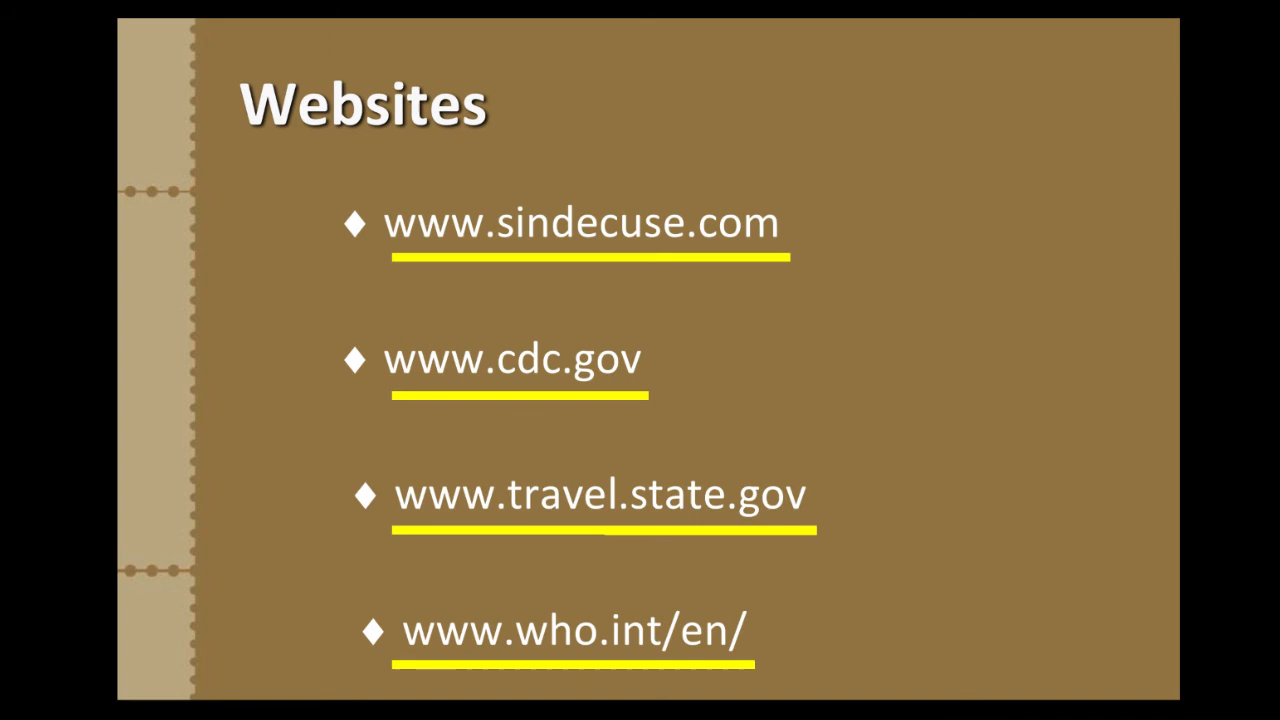 Websites
♦ www.sindecuse.com
♦ www.cdc.gov
♦ www.travel.state.gov
♦ www.who.int/en/